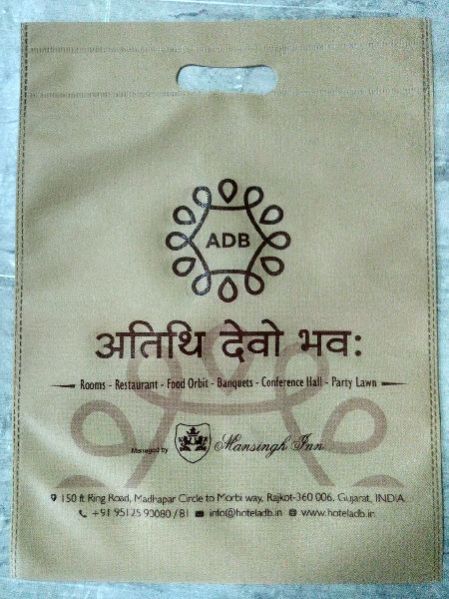 ADB
अतिथि देवो भव:
Rooms - Restaurant - Food Orbit - Banquets - Conference Hall - Party Lawn
Managed by Mansingh Inn
150 ft Ring Road, Madhapar Circle to Morbi way, Rajkot-360 006, Gujarat, INDIA.
+91 95125 90080 / 81 info@hoteladb.in www.hoteladb.in